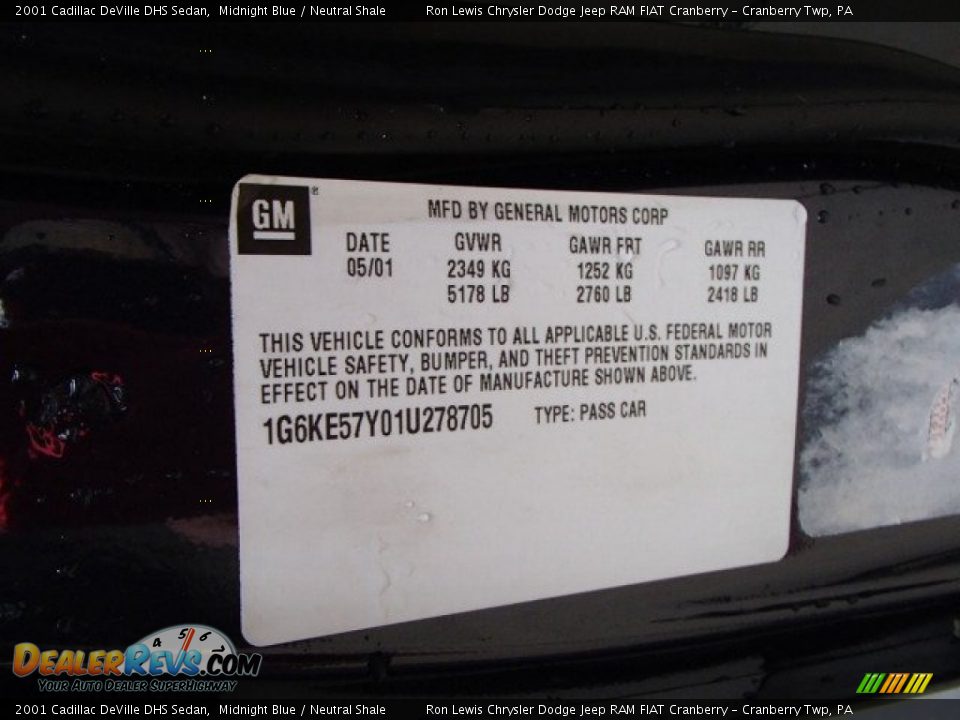 2001 Cadillac DeVille DHS Sedan, Midnight Blue / Neutral Shale Ron Lewis Chrysler Dodge Jeep RAM FIAT Cranberry - Cranberry Twp, PA
GM
MFD BY GENERAL MOTORS CORP
DATE GVWR GAWR FRT GAWR RR
05/01 2349 KG 1252 KG 1097 KG
5178 LB 2760 LB 2418 LB
THIS VEHICLE CONFORMS TO ALL APPLICABLE U.S. FEDERAL MOTOR
VEHICLE SAFETY, BUMPER, AND THEFT PREVENTION STANDARDS IN
EFFECT ON THE DATE OF MANUFACTURE SHOWN ABOVE.
1G6KE57Y01U278705 TYPE: PASS CAR
4 5 6
DealerRevs.com
Your Auto Dealer SuperHighway
2001 Cadillac DeVille DHS Sedan, Midnight Blue / Neutral Shale Ron Lewis Chrysler Dodge Jeep RAM FIAT Cranberry - Cranberry Twp, PA